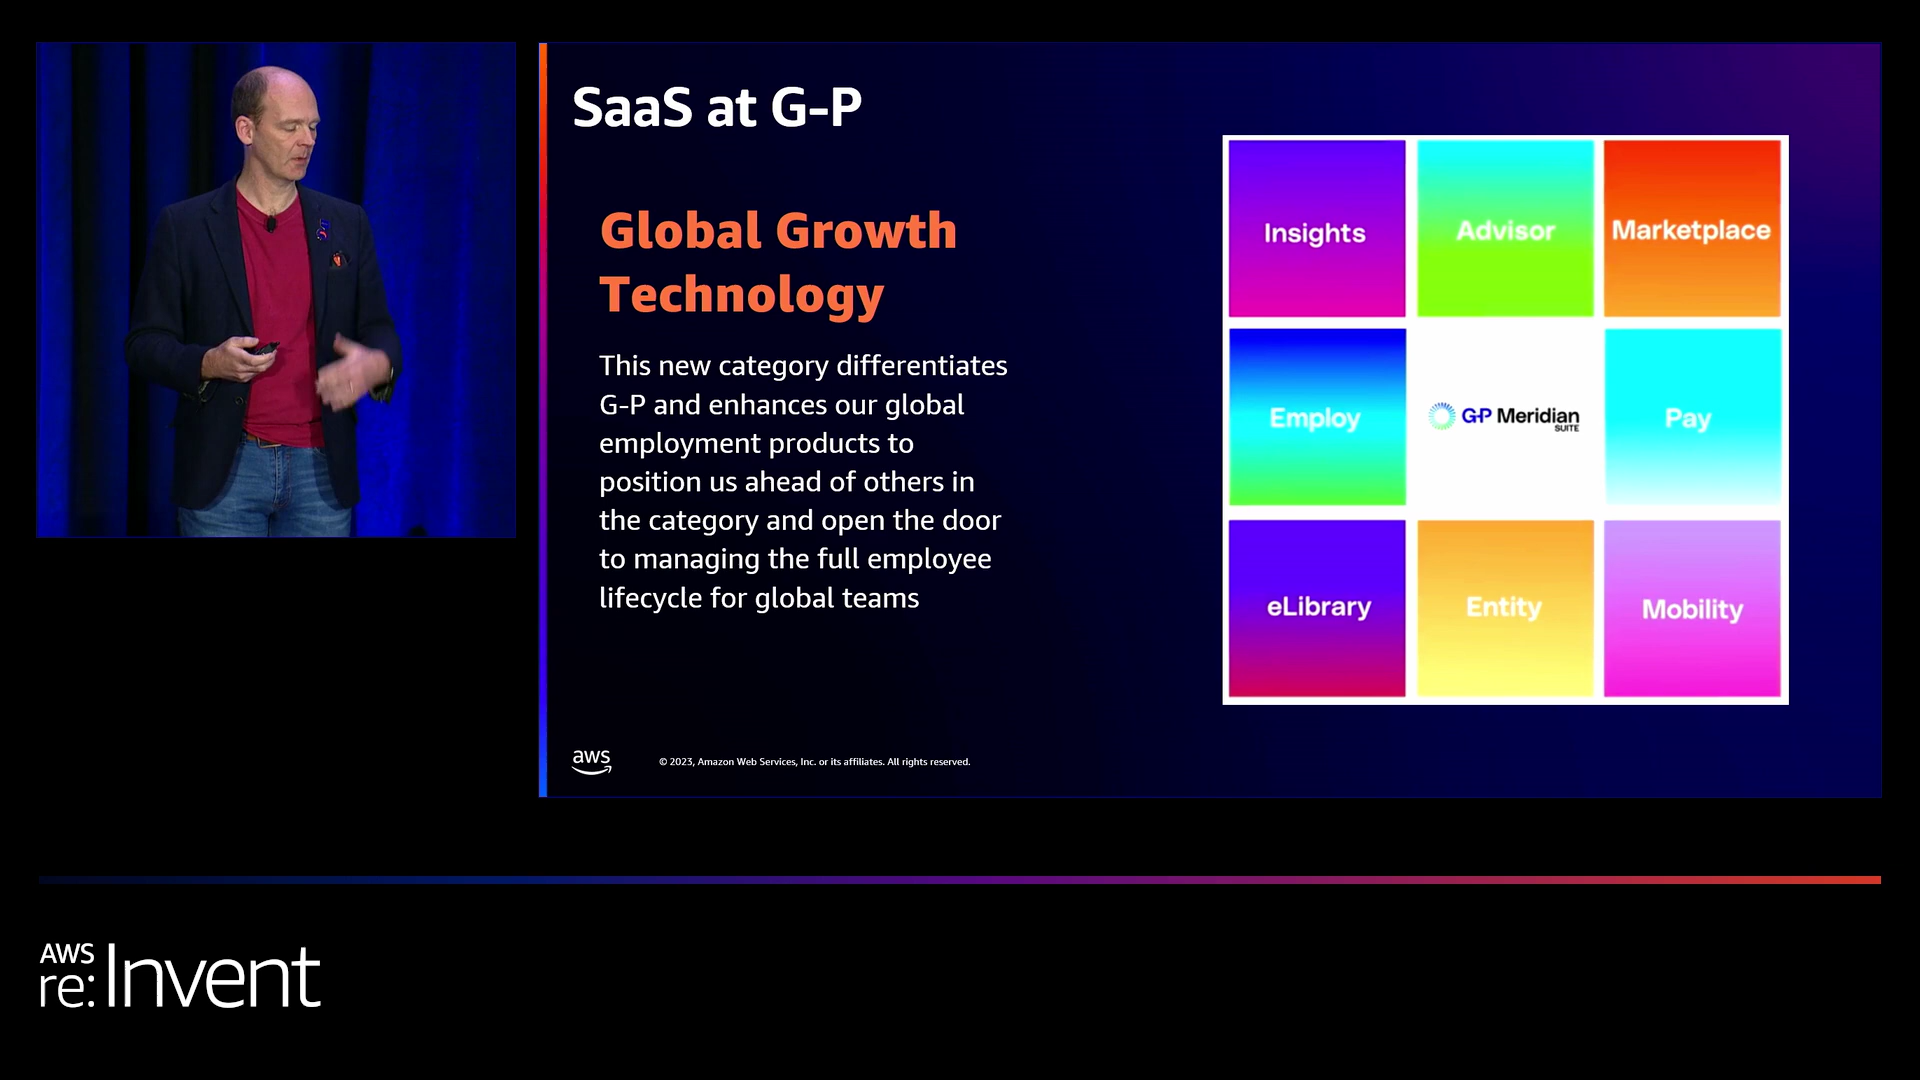 SaaS at G-P
Global Growth
Technology
This new category differentiates
G-P and enhances our global
employment products to
position us ahead of others in
the category and open the door
to managing the full employee
lifecycle for global teams
Insights
Advisor
Marketplace
Employ
G-P Meridian
SUITE
Pay
eLibrary
Entity
Mobility
aws
© 2023, Amazon Web Services, Inc. or its affiliates. All rights reserved.
AWS
re:Invent